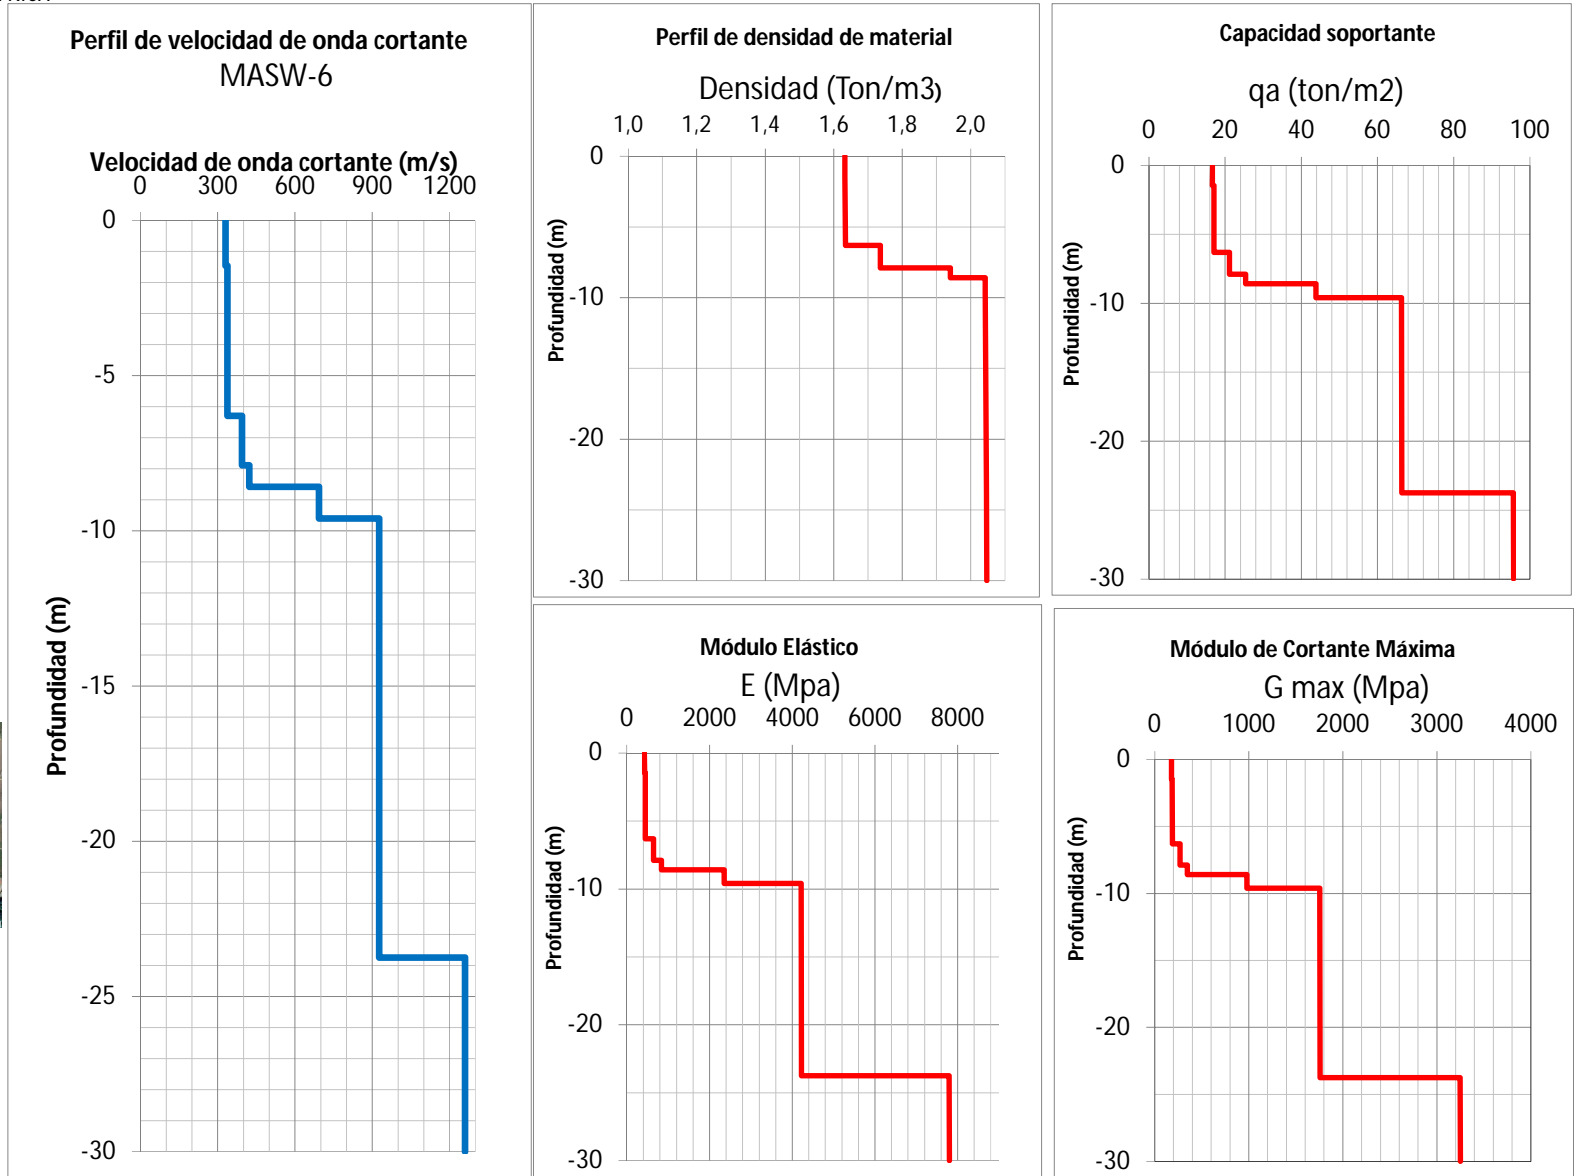 Perfil de velocidad de onda cortante
MASW-6
Velocidad de onda cortante (m/s)
0 300 600 900 1200
0
-5
-10
-15
-20
-25
-30
Profundidad (m)
Perfil de densidad de material
Densidad (Ton/m3)
1,0 1,2 1,4 1,6 1,8 2,0
0
-10
-20
-30
Profundidad (m)
Capacidad soportante
qa (ton/m2)
0 20 40 60 80 100
0
-10
-20
-30
Profundidad (m)
Módulo Elástico
E (Mpa)
0 2000 4000 6000 8000
0
-10
-20
-30
Profundidad (m)
Módulo de Cortante Máxima
G max (Mpa)
0 1000 2000 3000 4000
0
-10
-20
-30
Profundidad (m)